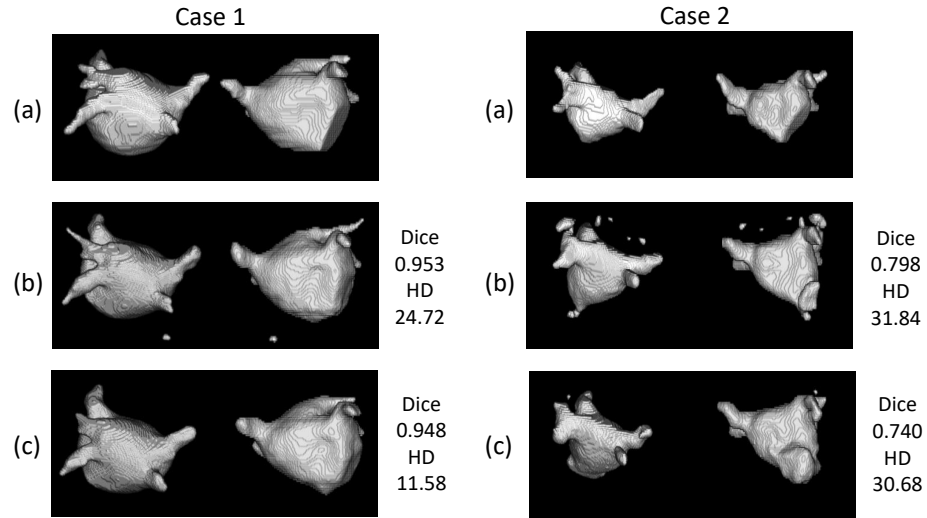 Case 1
Case 2
(a)
(a)
(b)
Dice
0.953
HD
24.72
(b)
Dice
0.798
HD
31.84
(c)
Dice
0.948
HD
11.58
(c)
Dice
0.740
HD
30.68